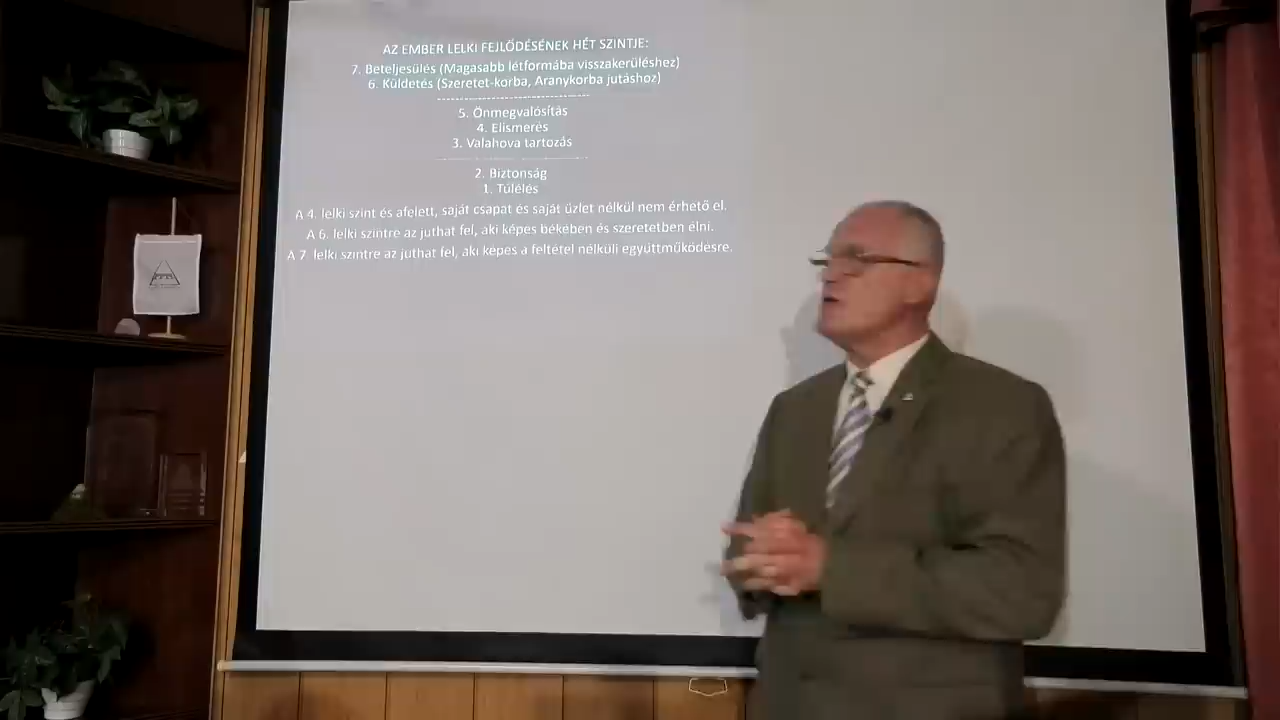 AZ EMBER LELKI FEJLŐDÉSÉNEK HÉT SZINTJE:
7. Beteljesülés (Magasabb létformába visszakerüléshez)
6. Küldetés (Szeretet-korba, Aranykorba jutáshoz)
5. Önmegvalósítás
4. Elismerés
3. Valahova tartozás
2. Biztonság
1. Túlélés
A 4. lelki szint és afelett, saját csapat és saját üzlet nélkül nem érhető el.
A 6. lelki szintre az juthat fel, aki képes békében és szeretetben élni.
A 7. lelki szintre az juthat fel, aki képes a feltétel nélküli együttműködésre.